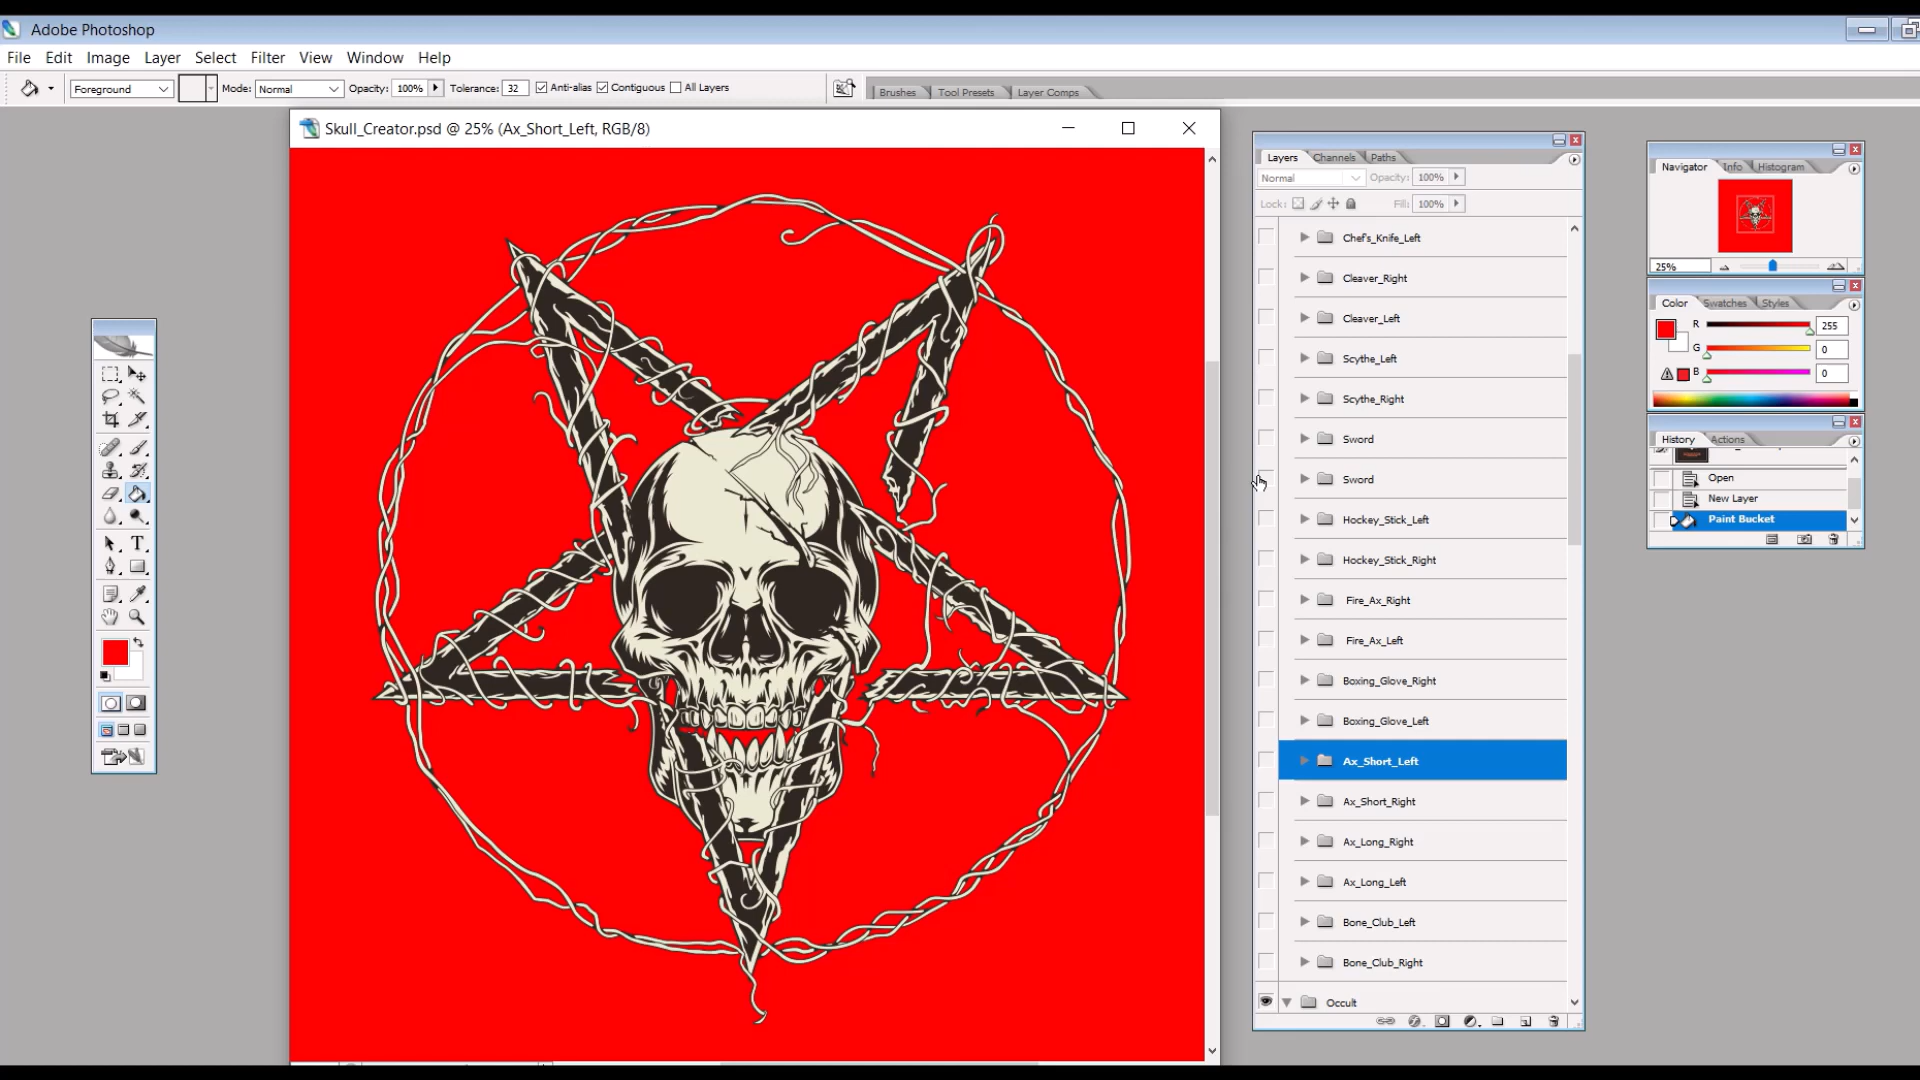 Adobe Photoshop
File Edit Image Layer Select Filter View Window Help
Foreground Mode: Normal Opacity: 100% Tolerance: 32 Anti-alias Contiguous All Layers
Brushes Tool Presets Layer Comps
Skull_Creator.psd @ 25% (Ax_Short_Left, RGB/8)
Layers Channels Paths
Normal Opacity: 100%
Lock: Fill: 100%
Chef's_Knife_Left
Cleaver_Right
Cleaver_Left
Scythe_Left
Scythe_Right
Sword
Sword
Hockey_Stick_Left
Hockey_Stick_Right
Fire_Ax_Right
Fire_Ax_Left
Boxing_Glove_Right
Boxing_Glove_Left
Ax_Short_Left
Ax_Short_Right
Ax_Long_Right
Ax_Long_Left
Bone_Club_Left
Bone_Club_Right
Occult
Navigator Info Histogram
25%
Color Swatches Styles
R 255
G 0
B 0
History Actions
Open
New Layer
Paint Bucket
T